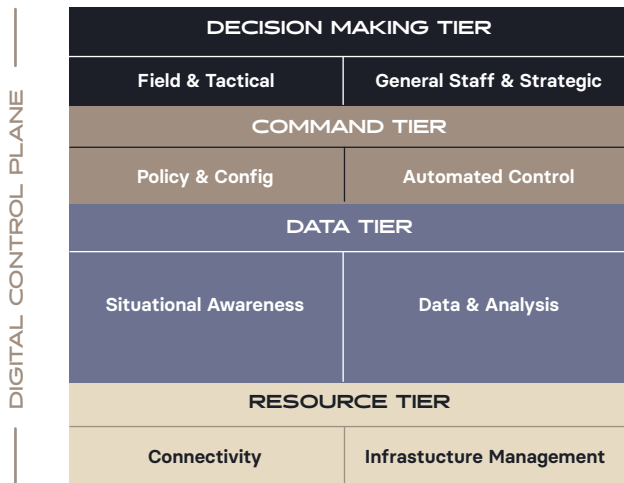 DIGITAL CONTROL PLANE
DECISION MAKING TIER
Field & Tactical
General Staff & Strategic
COMMAND TIER
Policy & Config
Automated Control
DATA TIER
Situational Awareness
Data & Analysis
RESOURCE TIER
Connectivity
Infrastucture Management